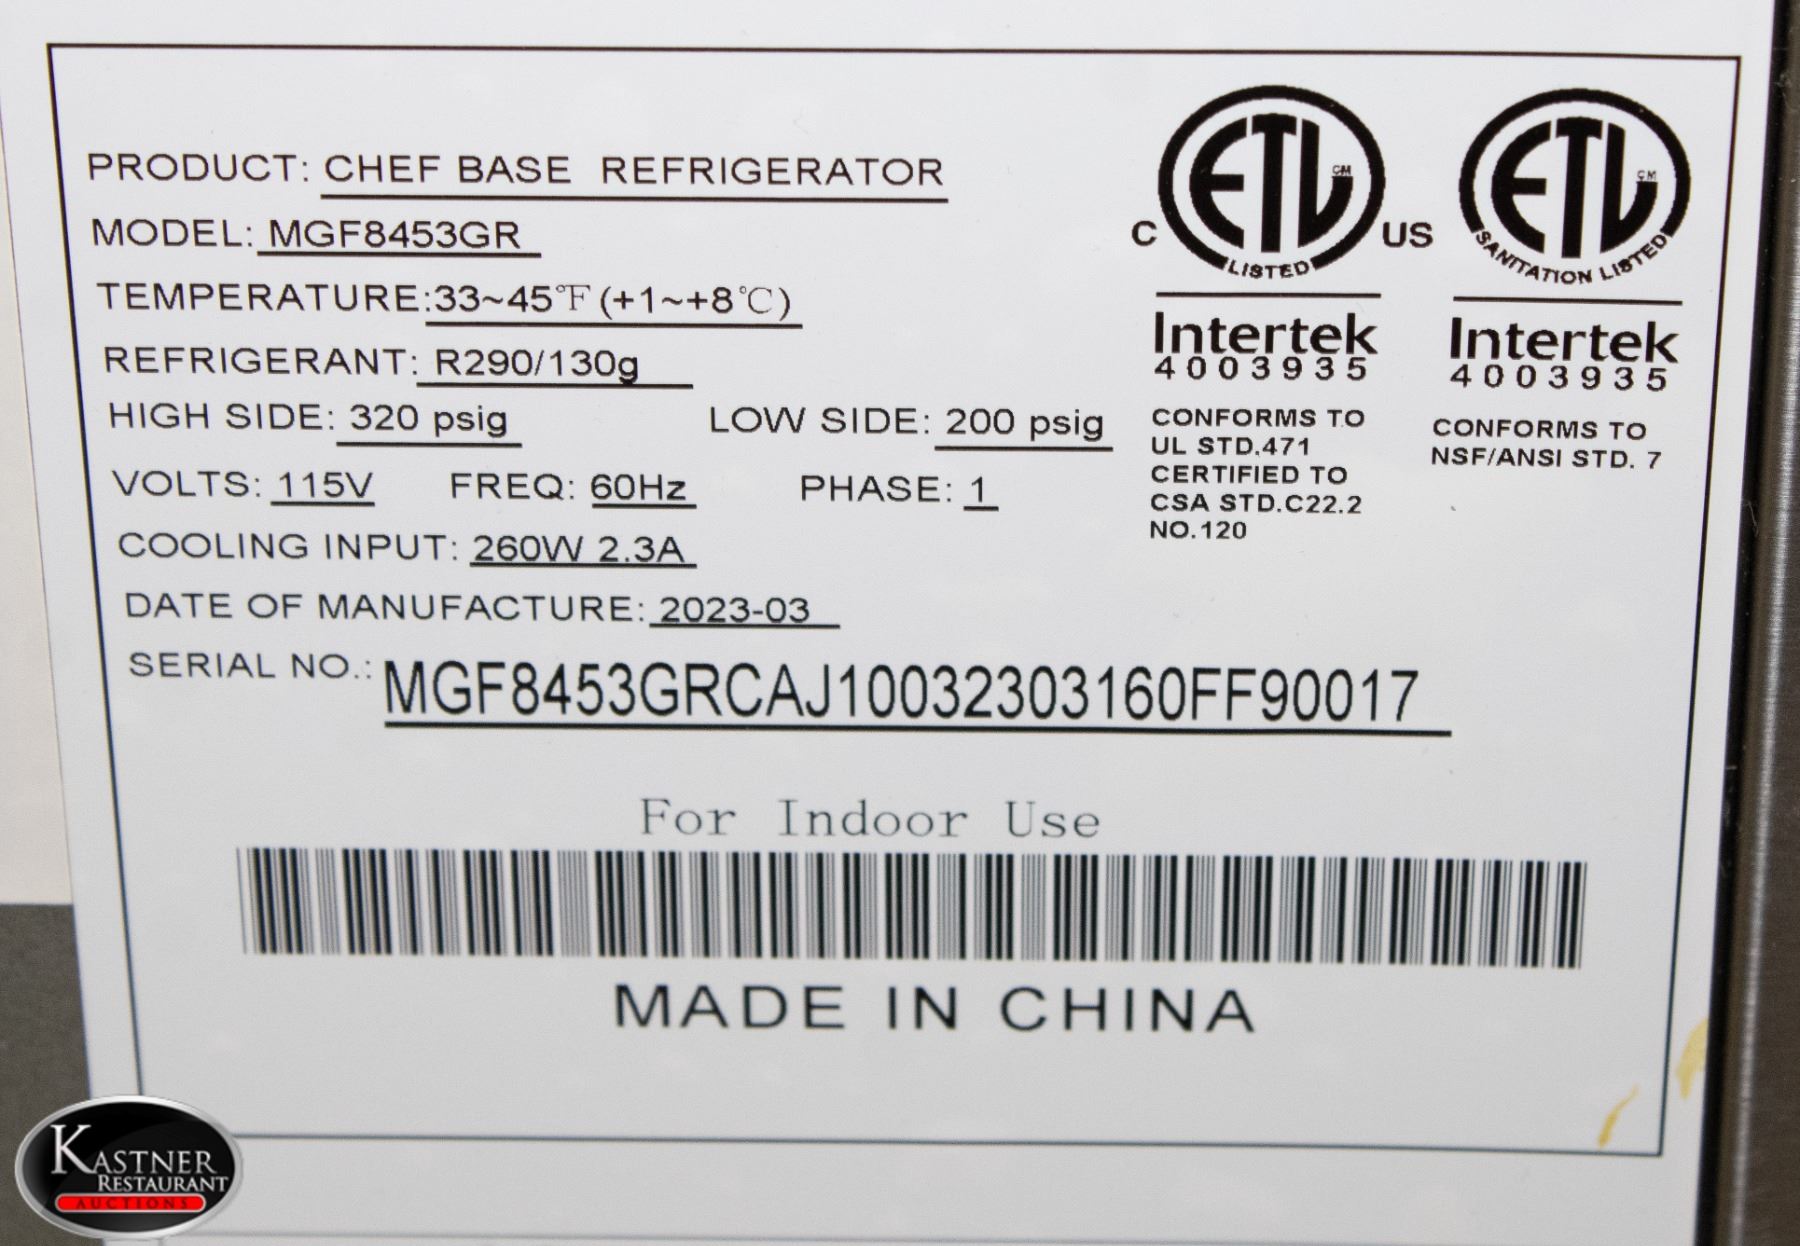 PRODUCT: CHEF BASE REFRIGERATOR
MODEL: MGF8453GR
TEMPERATURE:33~45℉(+1~+8℃)
REFRIGERANT: R290/130g
HIGH SIDE: 320 psig LOW SIDE: 200 psig
VOLTS: 115V FREQ: 60Hz PHASE: 1
COOLING INPUT: 260W 2.3A
DATE OF MANUFACTURE: 2023-03
SERIAL NO.: MGF8453GRCAJ10032303160FF90017
ETL CM
C US
LISTED
Intertek
4003935
CONFORMS TO
UL STD.471
CERTIFIED TO
CSA STD.C22.2
NO.120
ETL CM
SANITATION LISTED
Intertek
4003935
CONFORMS TO
NSF/ANSI STD. 7
For Indoor Use
MADE IN CHINA
KASTNER
RESTAURANT
AUCTIONS